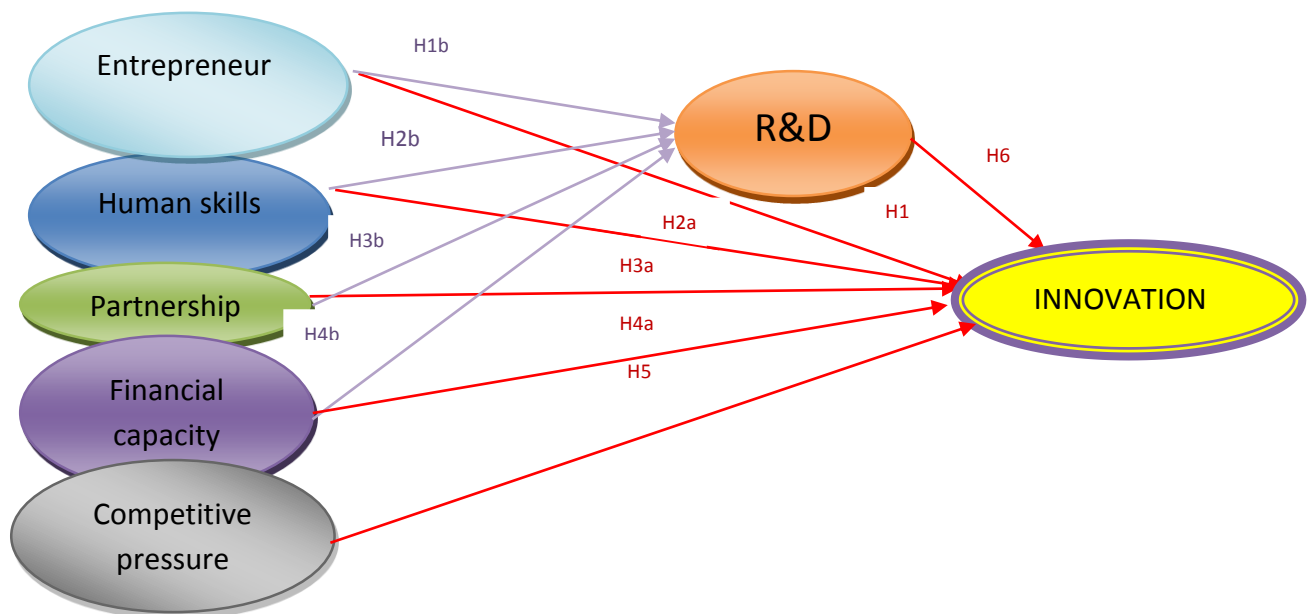 H1b
Entrepreneur
R&D
H2b
H6
Human skills
H1
H2a
H3b
H3a
Partnership
INNOVATION
H4b
H4a
H5
Financial
capacity
Competitive
pressure